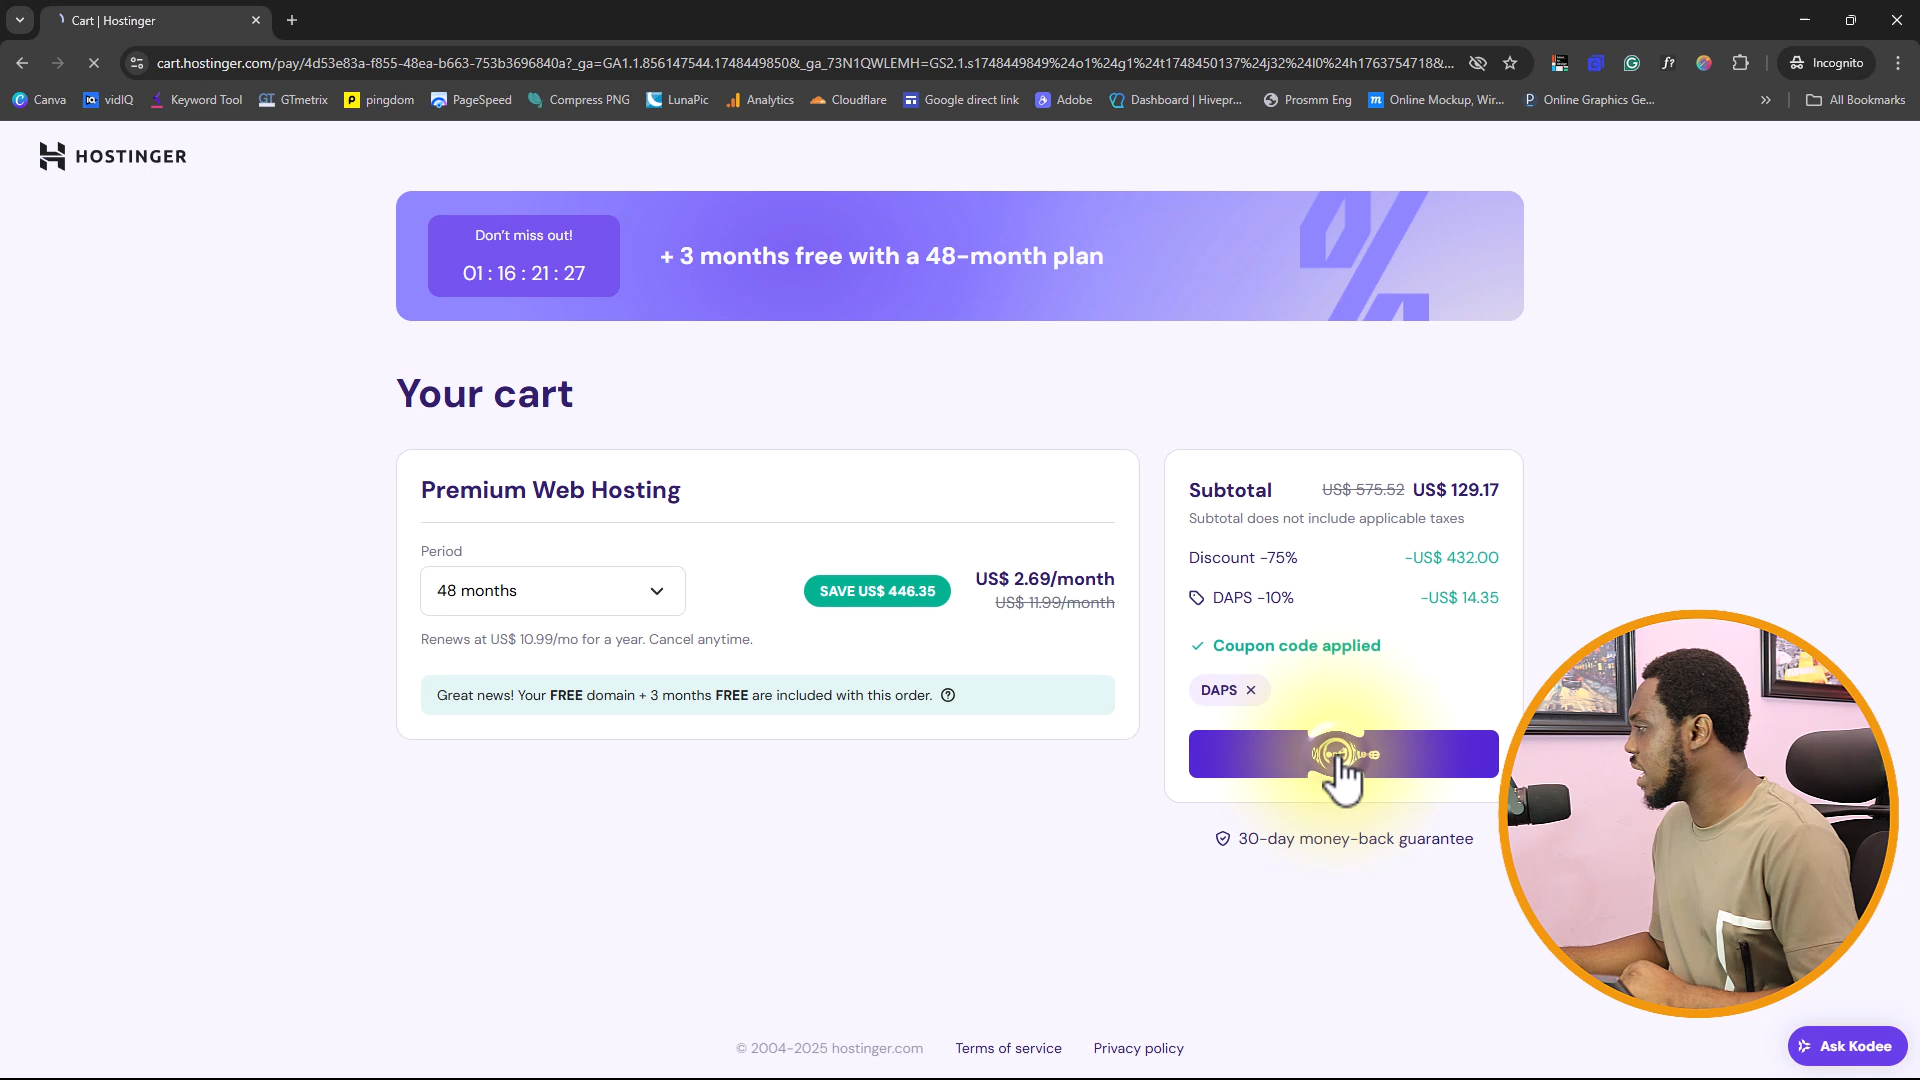 Cart | Hostinger
cart.hostinger.com/pay/4d53e83a-f855-48ea-b663-753b3696840a?_ga=GA1.1.856147544.1748449850&_ga_73N1QWLEMH=GS2.1.s1748449849%24o1%24g1%24t1748450137%24j32%24l0%24h1763754718&...
Incognito
Canva
vidIQ
Keyword Tool
GTmetrix
pingdom
PageSpeed
Compress PNG
LunaPic
Analytics
Cloudflare
Google direct link
Adobe
Dashboard | Hivepr...
Prosmm Eng
Online Mockup, Wir...
Online Graphics Ge...
All Bookmarks
HOSTINGER
Don't miss out!
01 : 16 : 21 : 27
+ 3 months free with a 48-month plan
Your cart
Premium Web Hosting
Period
48 months
SAVE US$ 446.35
US$ 2.69/month
US$ 11.99/month
Renews at US$ 10.99/mo for a year. Cancel anytime.
Great news! Your FREE domain + 3 months FREE are included with this order.
Subtotal US$ 575.52 US$ 129.17
Subtotal does not include applicable taxes
Discount -75% -US$ 432.00
DAPS -10% -US$ 14.35
Coupon code applied
DAPS
30-day money-back guarantee
© 2004-2025 hostinger.com
Terms of service
Privacy policy
Ask Kodee